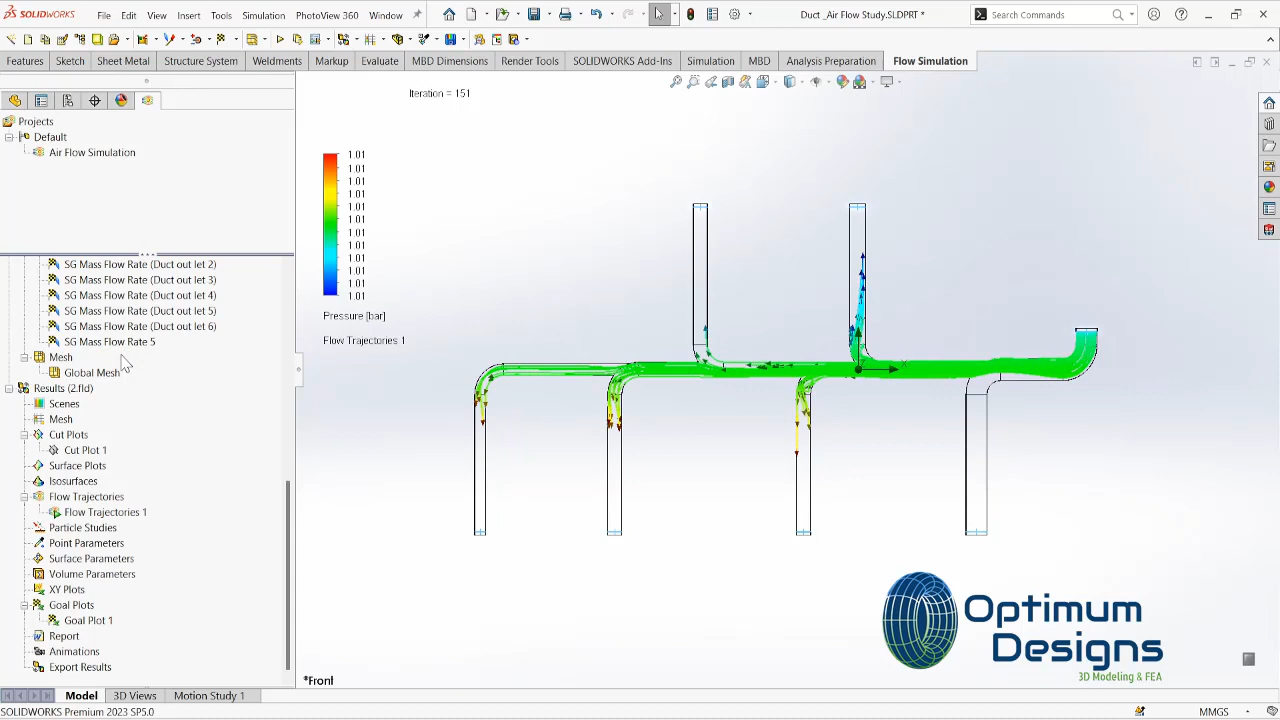 SOLIDWORKS File Edit View Insert Tools Simulation PhotoView 360 Window Duct _Air Flow Study.SLDPRT * Search Commands
Features Sketch Sheet Metal Structure System Weldments Markup Evaluate MBD Dimensions Render Tools SOLIDWORKS Add-Ins Simulation MBD Analysis Preparation Flow Simulation
Projects
Default
Air Flow Simulation
SG Mass Flow Rate (Duct out let 2)
SG Mass Flow Rate (Duct out let 3)
SG Mass Flow Rate (Duct out let 4)
SG Mass Flow Rate (Duct out let 5)
SG Mass Flow Rate (Duct out let 6)
SG Mass Flow Rate 5
Mesh
Global Mesh
Results (2.fld)
Scenes
Mesh
Cut Plots
Cut Plot 1
Surface Plots
Isosurfaces
Flow Trajectories
Flow Trajectories 1
Particle Studies
Point Parameters
Surface Parameters
Volume Parameters
XY Plots
Goal Plots
Goal Plot 1
Report
Animations
Export Results
Iteration = 151
1.01
1.01
1.01
1.01
1.01
1.01
1.01
1.01
1.01
1.01
1.01
1.01
Pressure [bar]
Flow Trajectories 1
X
Optimum
Designs
3D Modeling & FEA
*Front
Model 3D Views Motion Study 1
SOLIDWORKS Premium 2023 SP5.0 MMGS